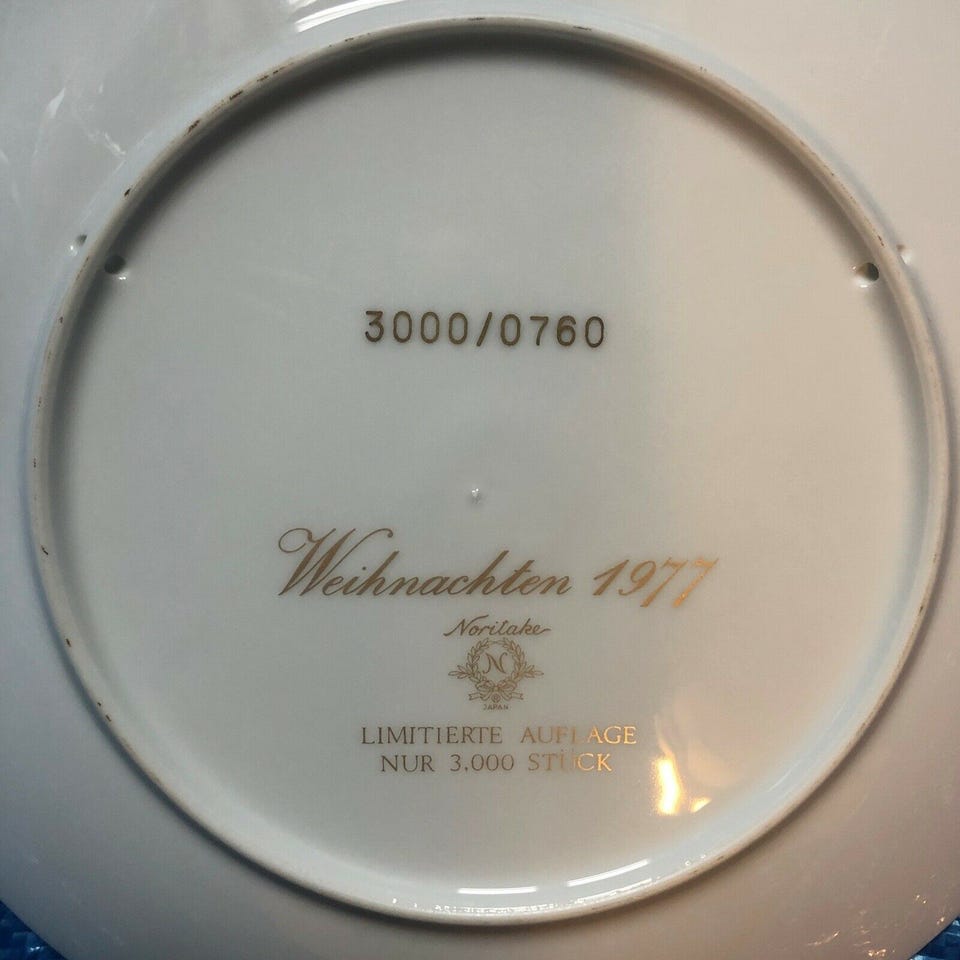 3000/0760
Weihnachten 1977
Noritake
N
®
JAPAN
LIMITIERTE AUFLAGE
NUR 3,000 STÜCK